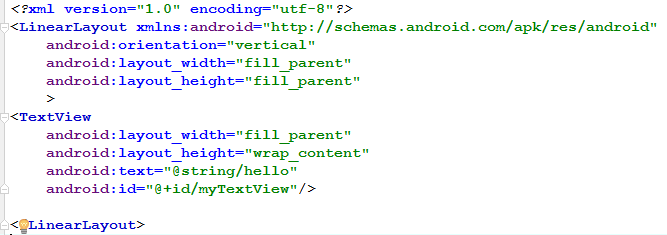 <?xml version="1.0" encoding="utf-8"?>
<LinearLayout xmlns:android="http://schemas.android.com/apk/res/android"
    android:orientation="vertical"
    android:layout_width="fill_parent"
    android:layout_height="fill_parent"
    >
<TextView
    android:layout_width="fill_parent"
    android:layout_height="wrap_content"
    android:text="@string/hello"
    android:id="@+id/myTextView"/>
< LinearLayout>